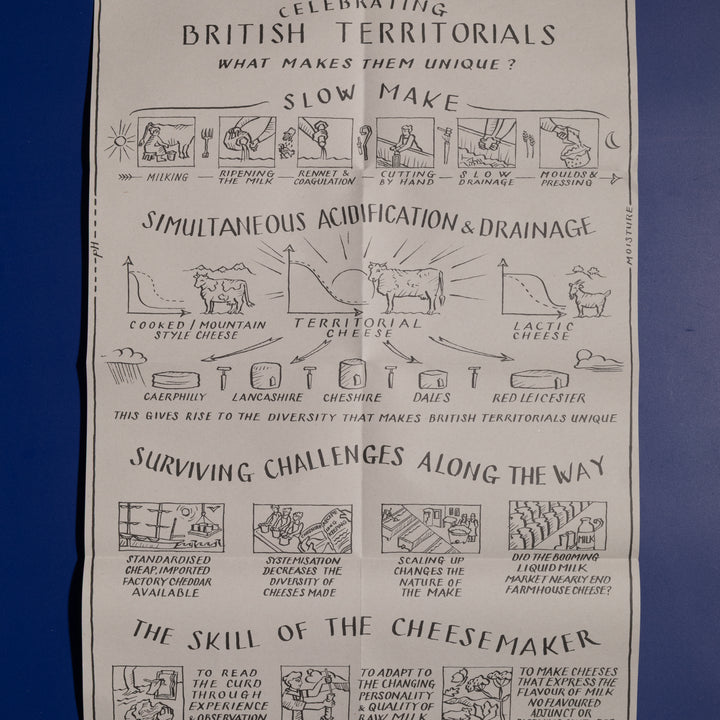 CELEBRATING
BRITISH TERRITORIALS
WHAT MAKES THEM UNIQUE?
SLOW MAKE
MILKING
RIPENING
THE MILK
RENNET &
COAGULATION
CUTTING
BY HAND
SLOW
DRAINAGE
MOULDS &
PRESSING
pH
MOISTURE
SIMULTANEOUS ACIDIFICATION & DRAINAGE
COOKED / MOUNTAIN
STYLE CHEESE
TERRITORIAL
CHEESE
LACTIC
CHEESE
CAERPHILLY
LANCASHIRE
CHESHIRE
DALES
RED LEICESTER
THIS GIVES RISE TO THE DIVERSITY THAT MAKES BRITISH TERRITORIALS UNIQUE
SURVIVING CHALLENGES ALONG THE WAY
STANDARDISED
CHEAP, IMPORTED
FACTORY CHEDDAR
AVAILABLE
SYSTEMISATION
DECREASES THE
DIVERSITY OF
CHEESES MADE
SCALING UP
CHANGES THE
NATURE OF
THE MAKE
MILK
DID THE BOOMING
LIQUID MILK
MARKET NEARLY END
FARMHOUSE CHEESE?
THE SKILL OF THE CHEESEMAKER
TO READ
THE CURD
THROUGH
EXPERIENCE
& OBSERVATION
TO ADAPT TO
THE CHANGING
PERSONALITY
& QUALITY OF
RAW MILK
TO MAKE CHEESES
THAT EXPRESS THE
FLAVOUR OF MILK
NO FLAVOURED
ADJUNCT OR